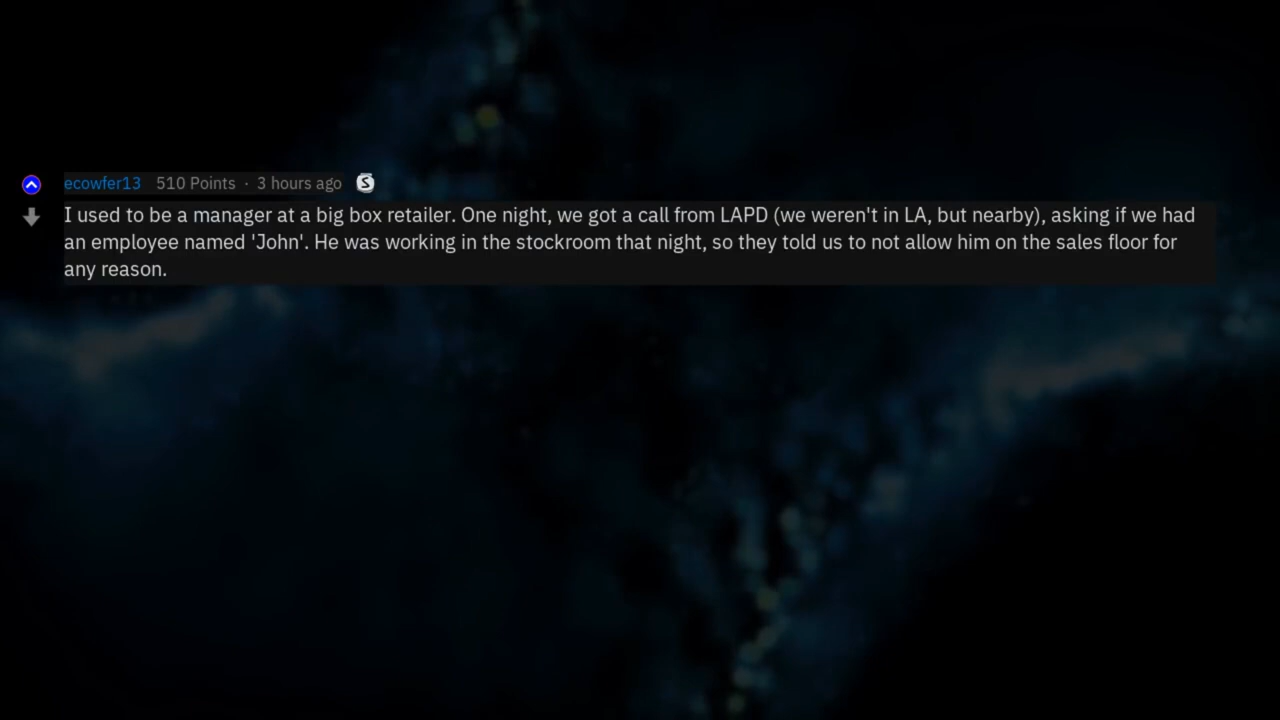 ecowfer13 510 Points · 3 hours ago S
I used to be a manager at a big box retailer. One night, we got a call from LAPD (we weren't in LA, but nearby), asking if we had
an employee named 'John'. He was working in the stockroom that night, so they told us to not allow him on the sales floor for
any reason.